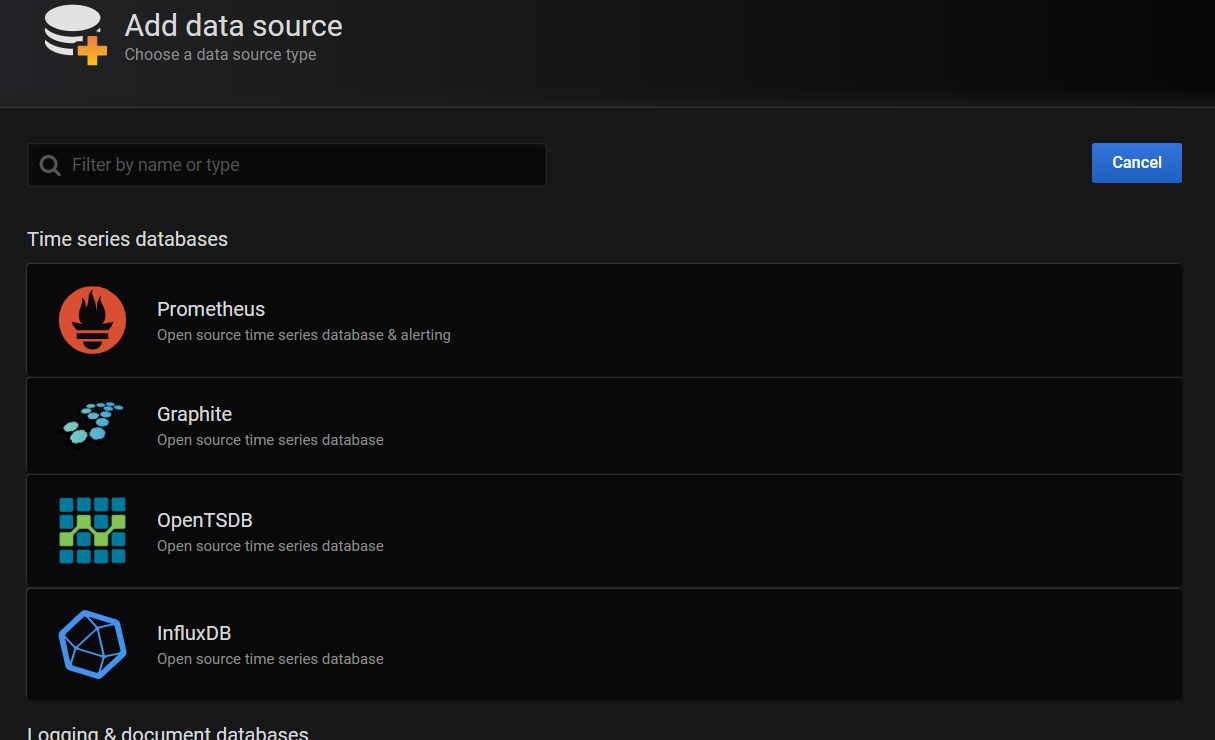 Add data source
Choose a data source type
Filter by name or type
Cancel
Time series databases
Prometheus
Open source time series database & alerting
Graphite
Open source time series database
OpenTSDB
Open source time series database
InfluxDB
Open source time series database
Logging & document databases